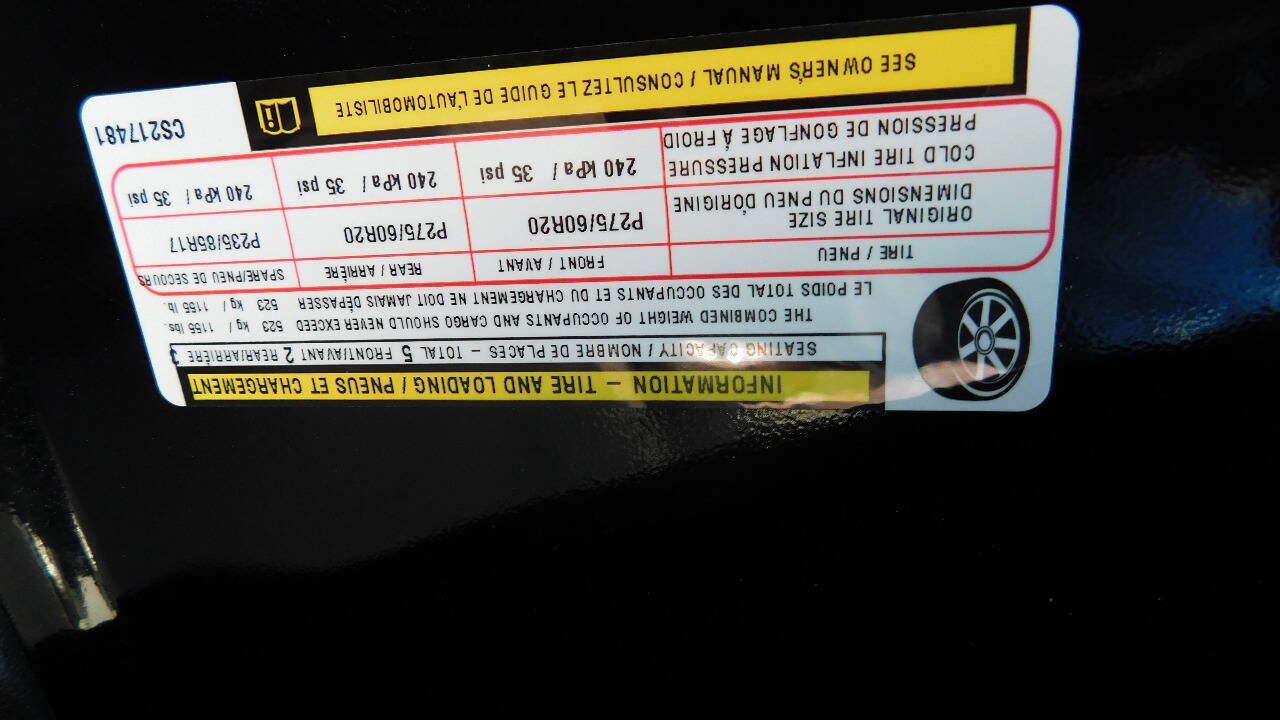 INFORMATION – TIRE AND LOADING / PNEUS ET CHARGEMENT
SEATING CAPACITY / NOMBRE DE PLACES – TOTAL 5 FRONT/AVANT 2 REAR/ARRIÈRE 3
THE COMBINED WEIGHT OF OCCUPANTS AND CARGO SHOULD NEVER EXCEED 523 kg / 1155 lbs.
LE POIDS TOTAL DES OCCUPANTS ET DU CHARGEMENT NE DOIT JAMAIS DÉPASSER 523 kg / 1155 lb.
TIRE / PNEU FRONT / AVANT REAR / ARRIÈRE SPARE/PNEU DE SECOURS
ORIGINAL TIRE SIZE
DIMENSIONS DU PNEU D'ORIGINE P275/60R20 P275/60R20 P235/85R17
COLD TIRE INFLATION PRESSURE
PRESSION DE GONFLAGE À FROID 240 kPa / 35 psi 240 kPa / 35 psi 240 kPa / 35 psi
SEE OWNER'S MANUAL / CONSULTEZ LE GUIDE DE L'AUTOMOBILISTE
CS217481